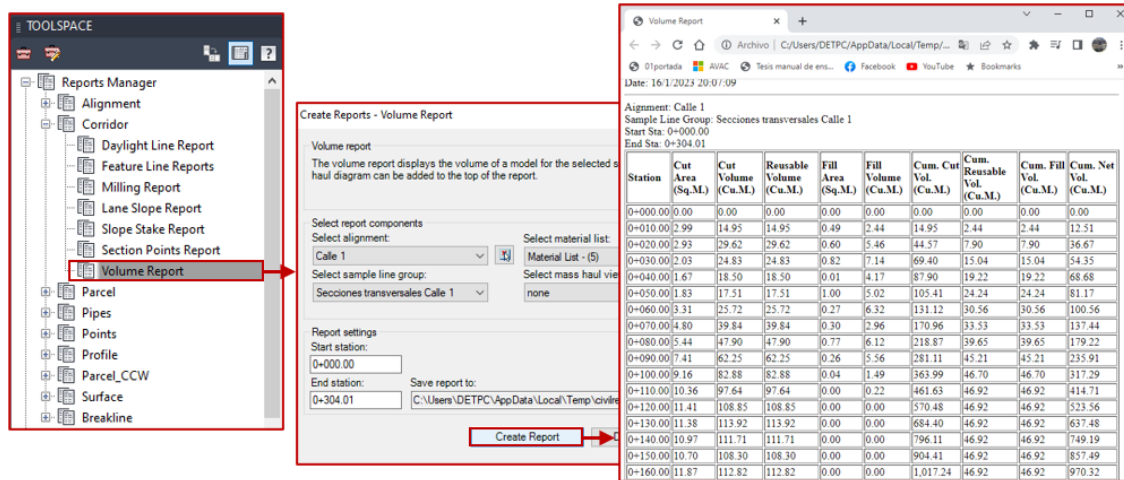 TOOLSPACE
Reports Manager
Alignment
Corridor
Daylight Line Report
Feature Line Reports
Milling Report
Lane Slope Report
Slope Stake Report
Section Points Report
Volume Report
Parcel
Pipes
Points
Profile
Parcel_CCW
Surface
Breakline
Create Reports - Volume Report
Volume report
The volume report displays the volume of a model for the selected s
haul diagram can be added to the top of the report.
Select report components
Select alignment:
Calle 1
Select material list:
Material List - (5)
Select sample line group:
Secciones transversales Calle 1
Select mass haul vie
none
Report settings
Start station:
0+000.00
End station:
0+304.01
Save report to:
C:\Users\DETPC\AppData\Local\Temp\civilre
Create Report
D
Volume Report
Archivo | C:/Users/DETPC/AppData/Local/Temp/...
01portada AVAC Tesis manual de ens... Facebook YouTube Bookmarks
Date: 16/1/2023 20:07:09
Aignment: Calle 1
Sample Line Group: Secciones transversales Calle 1
Start Sta: 0+000.00
End Sta: 0+304.01
Station Cut Area (Sq.M.) Cut Volume (Cu.M.) Reusable Volume (Cu.M.) Fill Area (Sq.M.) Fill Volume (Cu.M.) Cum. Cut Vol. (Cu.M.) Cum. Reusable Vol. (Cu.M.) Cum. Fill Vol. (Cu.M.) Cum. Net Vol. (Cu.M.)
0+000.00 0.00 0.00 0.00 0.00 0.00 0.00 0.00 0.00 0.00
0+010.00 2.99 14.95 14.95 0.49 2.44 14.95 2.44 2.44 12.51
0+020.00 2.93 29.62 29.62 0.60 5.46 44.57 7.90 7.90 36.67
0+030.00 2.03 24.83 24.83 0.82 7.14 69.40 15.04 15.04 54.35
0+040.00 1.67 18.50 18.50 0.01 4.17 87.90 19.22 19.22 68.68
0+050.00 1.83 17.51 17.51 1.00 5.02 105.41 24.24 24.24 81.17
0+060.00 3.31 25.72 25.72 0.27 6.32 131.12 30.56 30.56 100.56
0+070.00 4.80 39.84 39.84 0.30 2.96 170.96 33.53 33.53 137.44
0+080.00 5.44 47.90 47.90 0.77 6.12 218.87 39.65 39.65 179.22
0+090.00 7.41 62.25 62.25 0.26 5.56 281.11 45.21 45.21 235.91
0+100.00 9.16 82.88 82.88 0.04 1.49 363.99 46.70 46.70 317.29
0+110.00 10.36 97.64 97.64 0.00 0.22 461.63 46.92 46.92 414.71
0+120.00 11.41 108.85 108.85 0.00 0.00 570.48 46.92 46.92 523.56
0+130.00 11.38 113.92 113.92 0.00 0.00 684.40 46.92 46.92 637.48
0+140.00 10.97 111.71 111.71 0.00 0.00 796.11 46.92 46.92 749.19
0+150.00 10.70 108.30 108.30 0.00 0.00 904.41 46.92 46.92 857.49
0+160.00 11.87 112.82 112.82 0.00 0.00 1,017.24 46.92 46.92 970.32